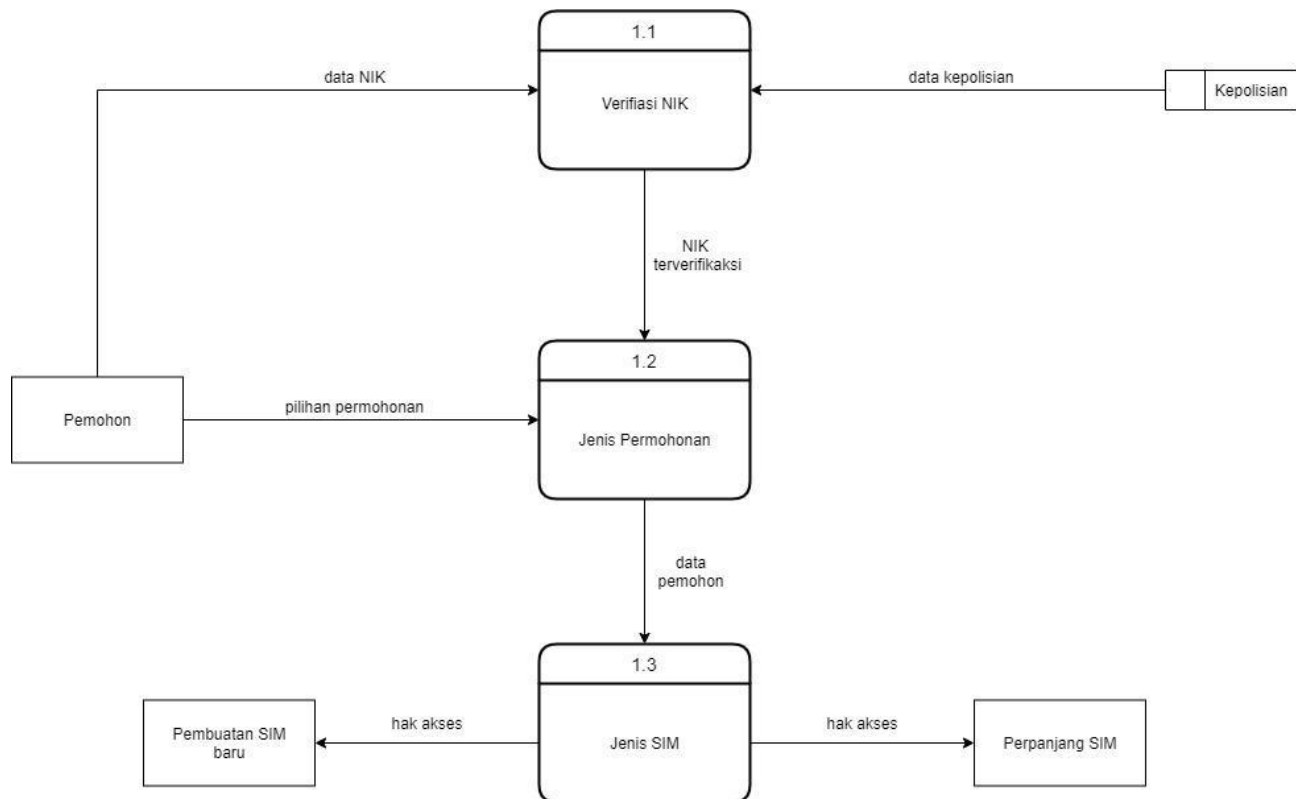 1.1
data NIK
data kepolisian
Verifiasi NIK
Kepolisian
NIK
terverifikaksi
1.2
Pemohon
pilihan permohonan
Jenis Permohonan
data
pemohon
1.3
Pembuatan SIM
baru
hak akses
Jenis SIM
hak akses
Perpanjang SIM